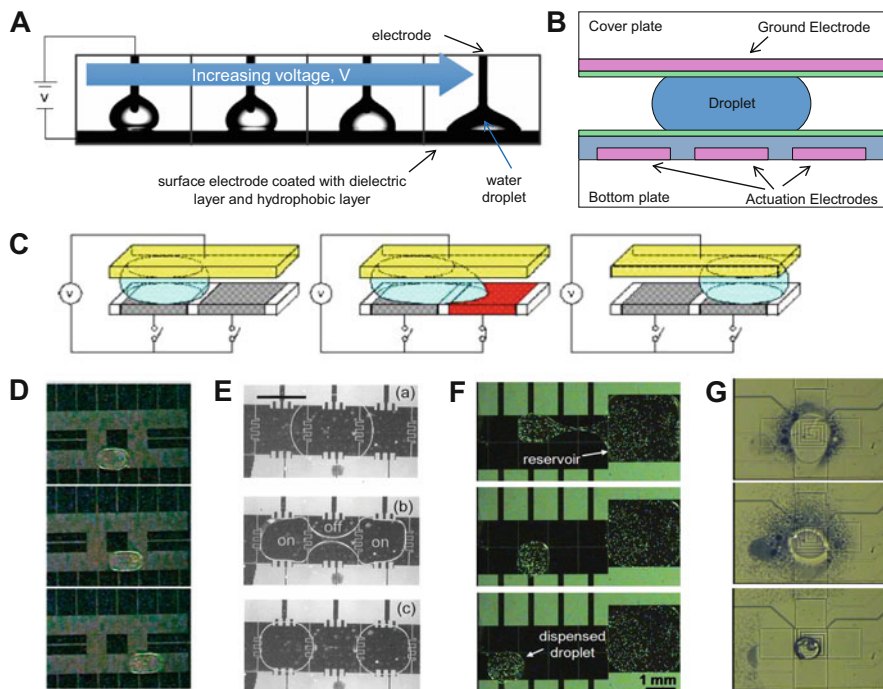 A
electrode
V
Increasing voltage, V
surface electrode coated with dielectric
layer and hydrophobic layer
water
droplet
B
Cover plate
Ground Electrode
Droplet
Bottom plate
Actuation Electrodes
C
V
V
V
D
E
(a)
(b)
on
off
on
(c)
F
reservoir
dispensed
droplet
1 mm
G